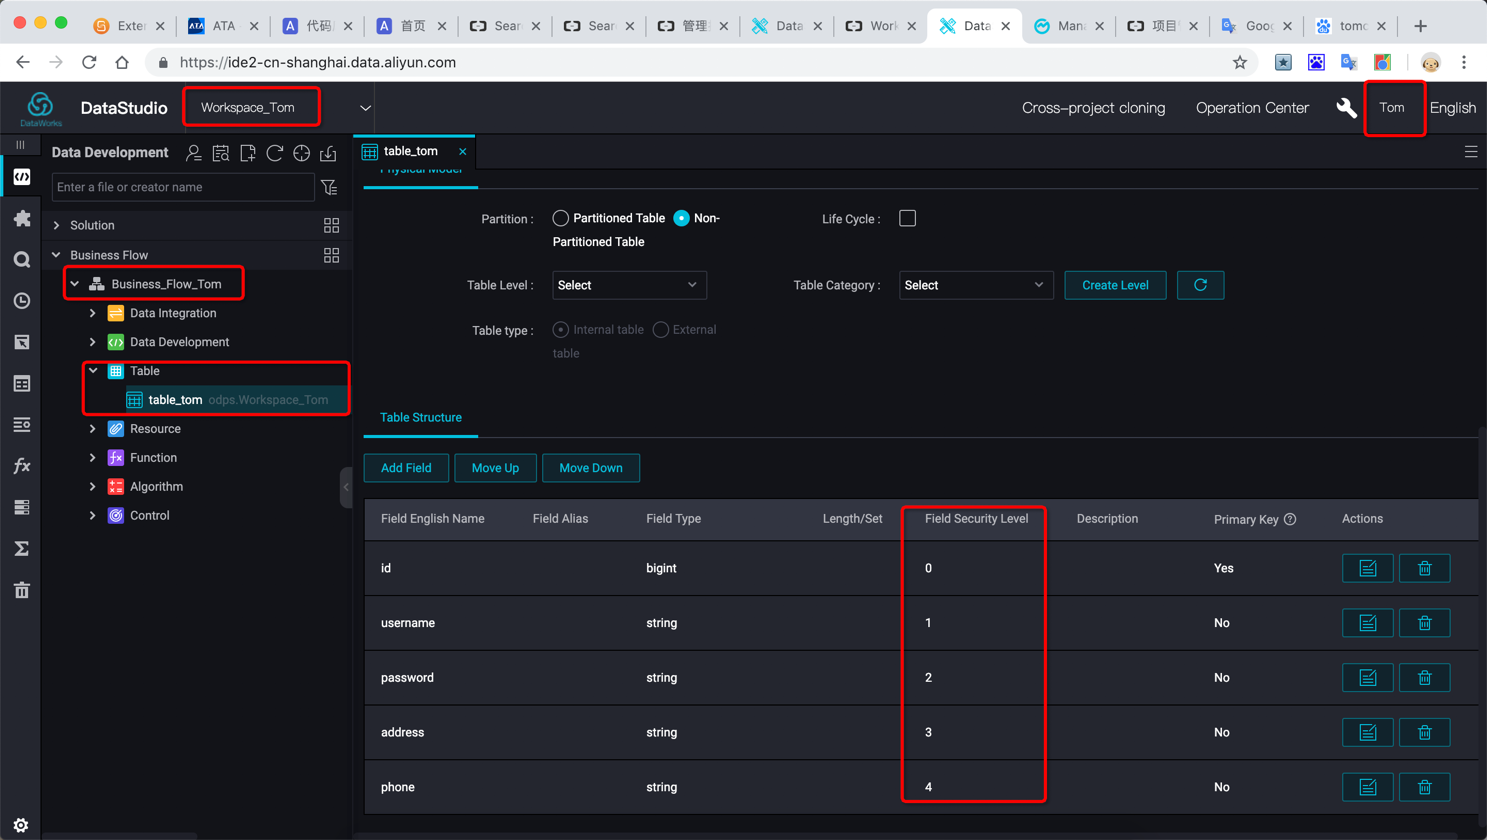 Exter
ATA
ATA
代码
首页
Sear
Sear
管理
Data
Work
Data
Mana
项目
Goog
tomc
https://ide2-cn-shanghai.data.aliyun.com
DataWorks
DataStudio
Workspace_Tom
Cross-project cloning
Operation Center
Tom
English
Data Development
Enter a file or creator name
Solution
Business Flow
Business_Flow_Tom
Data Integration
Data Development
Table
table_tom odps.Workspace_Tom
Resource
Function
Algorithm
Control
table_tom
Physical Model
Partition : Partitioned Table Non-
Partitioned Table
Life Cycle :
Table Level : Select
Table Category : Select
Create Level
Table type : Internal table External
table
Table Structure
Add Field Move Up Move Down
Field English Name Field Alias Field Type Length/Set Field Security Level Description Primary Key Actions
id bigint 0 Yes
username string 1 No
password string 2 No
address string 3 No
phone string 4 No